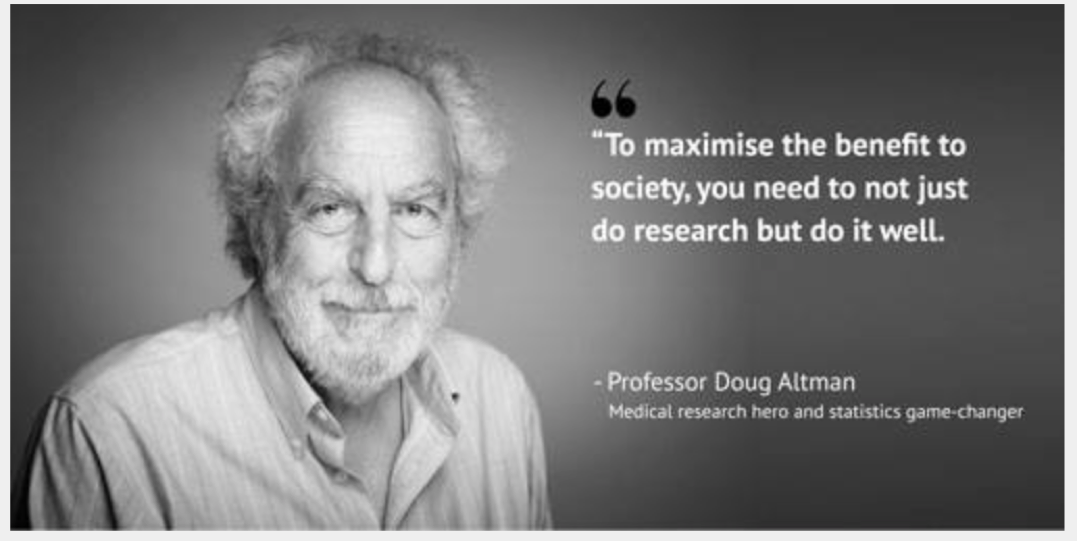 “To maximise the benefit to
society, you need to not just
do research but do it well.
- Professor Doug Altman
Medical research hero and statistics game-changer